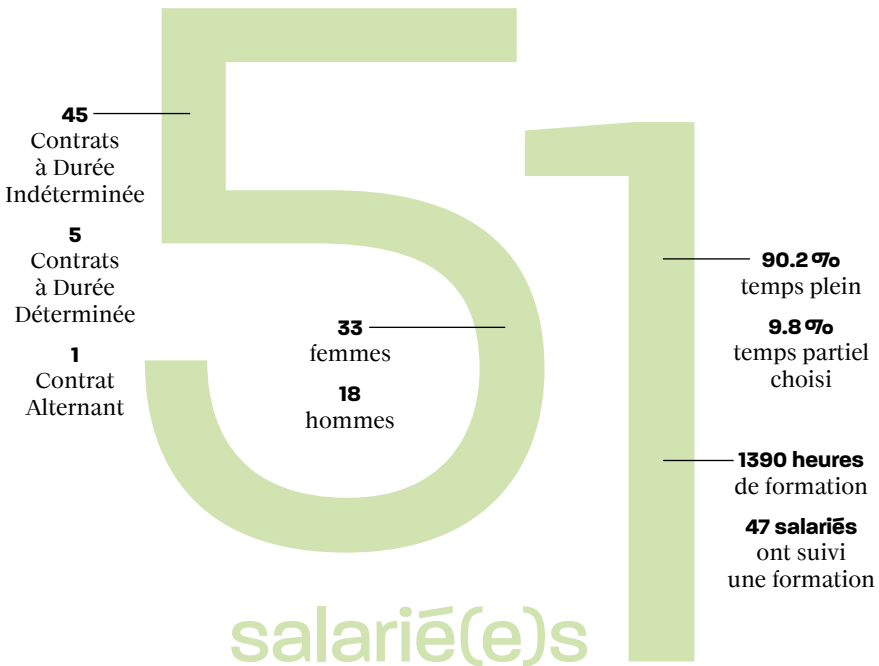 51
45
Contrats
à Durée
Indéterminée
5
Contrats
à Durée
Déterminée
1
Contrat
Alternant
33
femmes
18
hommes
90.2 %
temps plein
9.8 %
temps partiel
choisi
1390 heures
de formation
47 salariés
ont suivi
une formation
salarié(e)s